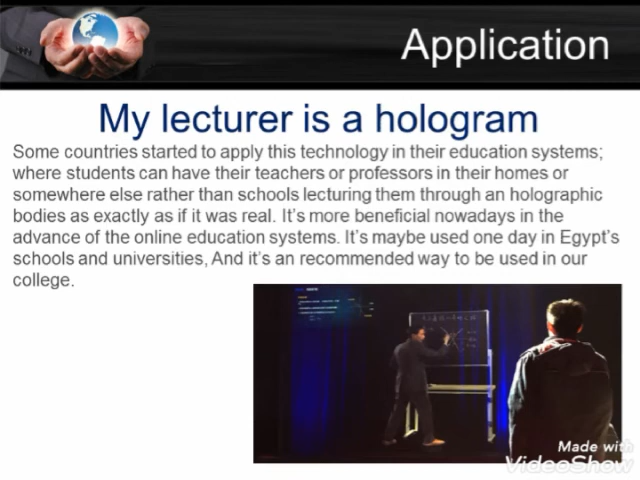 Application
My lecturer is a hologram
Some countries started to apply this technology in their education systems;
where students can have their teachers or professors in their homes or
somewhere else rather than schools lecturing them through an holographic
bodies as exactly as if it was real. It's more beneficial nowadays in the
advance of the online education systems. It's maybe used one day in Egypt's
schools and universities, And it's an recommended way to be used in our
college.
Made with
VideoShow